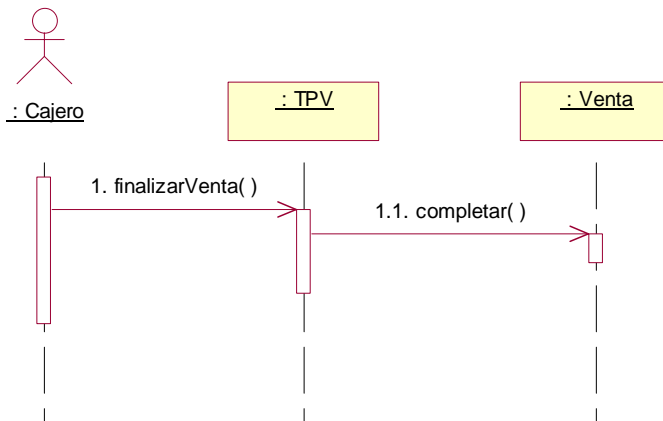 : Cajero
: TPV
: Venta
1. finalizarVenta( )
1.1. completar( )